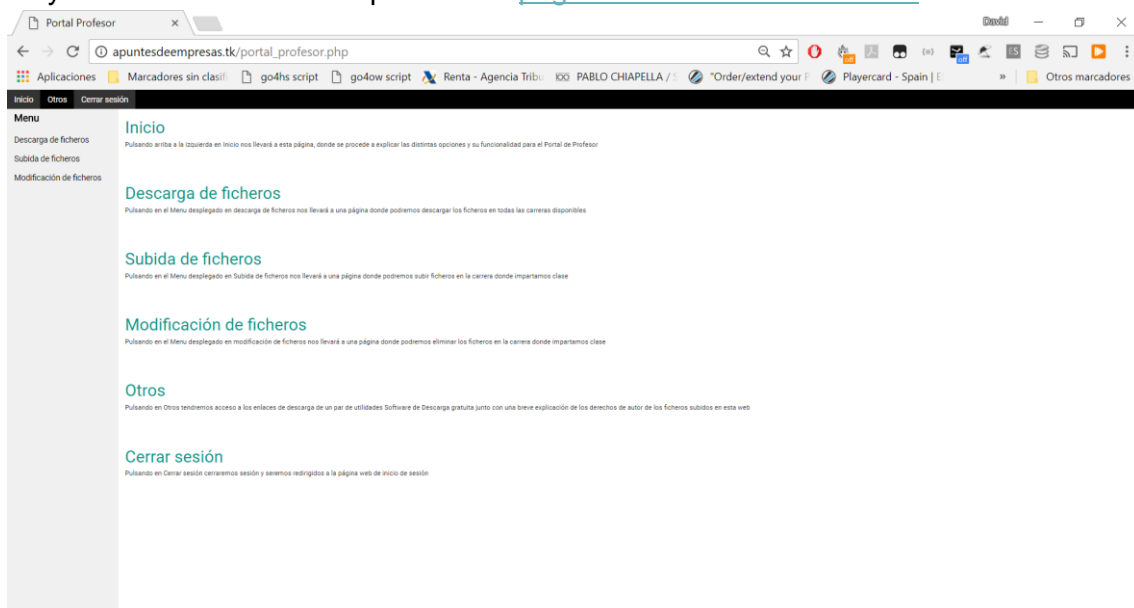 Portal Profesor
David
apuntesdeempresas.tk/portal_profesor.php
Aplicaciones Marcadores sin clasifi go4hs script go4ow script Renta - Agencia Tribu PABLO CHIAPELLA / "Order/extend your Playercard - Spain | E » Otros marcadores
Inicio Otros Cerrar sesión
Menu
Descarga de ficheros
Subida de ficheros
Modificación de ficheros
Inicio
Pulsando arriba a la izquierda en Inicio nos llevará a esta página, donde se procede a explicar las distintas opciones y su funcionalidad para el Portal de Profesor
Descarga de ficheros
Pulsando en el Menu desplegado en descarga de ficheros nos llevará a una página donde podremos descargar los ficheros en todas las carreras disponibles
Subida de ficheros
Pulsando en el Menu desplegado en Subida de ficheros nos llevará a una página donde podremos subir ficheros en la carrera donde impartamos clase
Modificación de ficheros
Pulsando en el Menu desplegado en modificación de ficheros nos llevará a una página donde podremos eliminar los ficheros en la carrera donde impartamos clase
Otros
Pulsando en Otros tendremos acceso a los enlaces de descarga de un par de utilidades Software de Descarga gratuita junto con una breve explicación de los derechos de autor de los ficheros subidos en esta web
Cerrar sesión
Pulsando en Cerrar sesión cerraremos sesión y seremos redirigidos a la página web de inicio de sesión